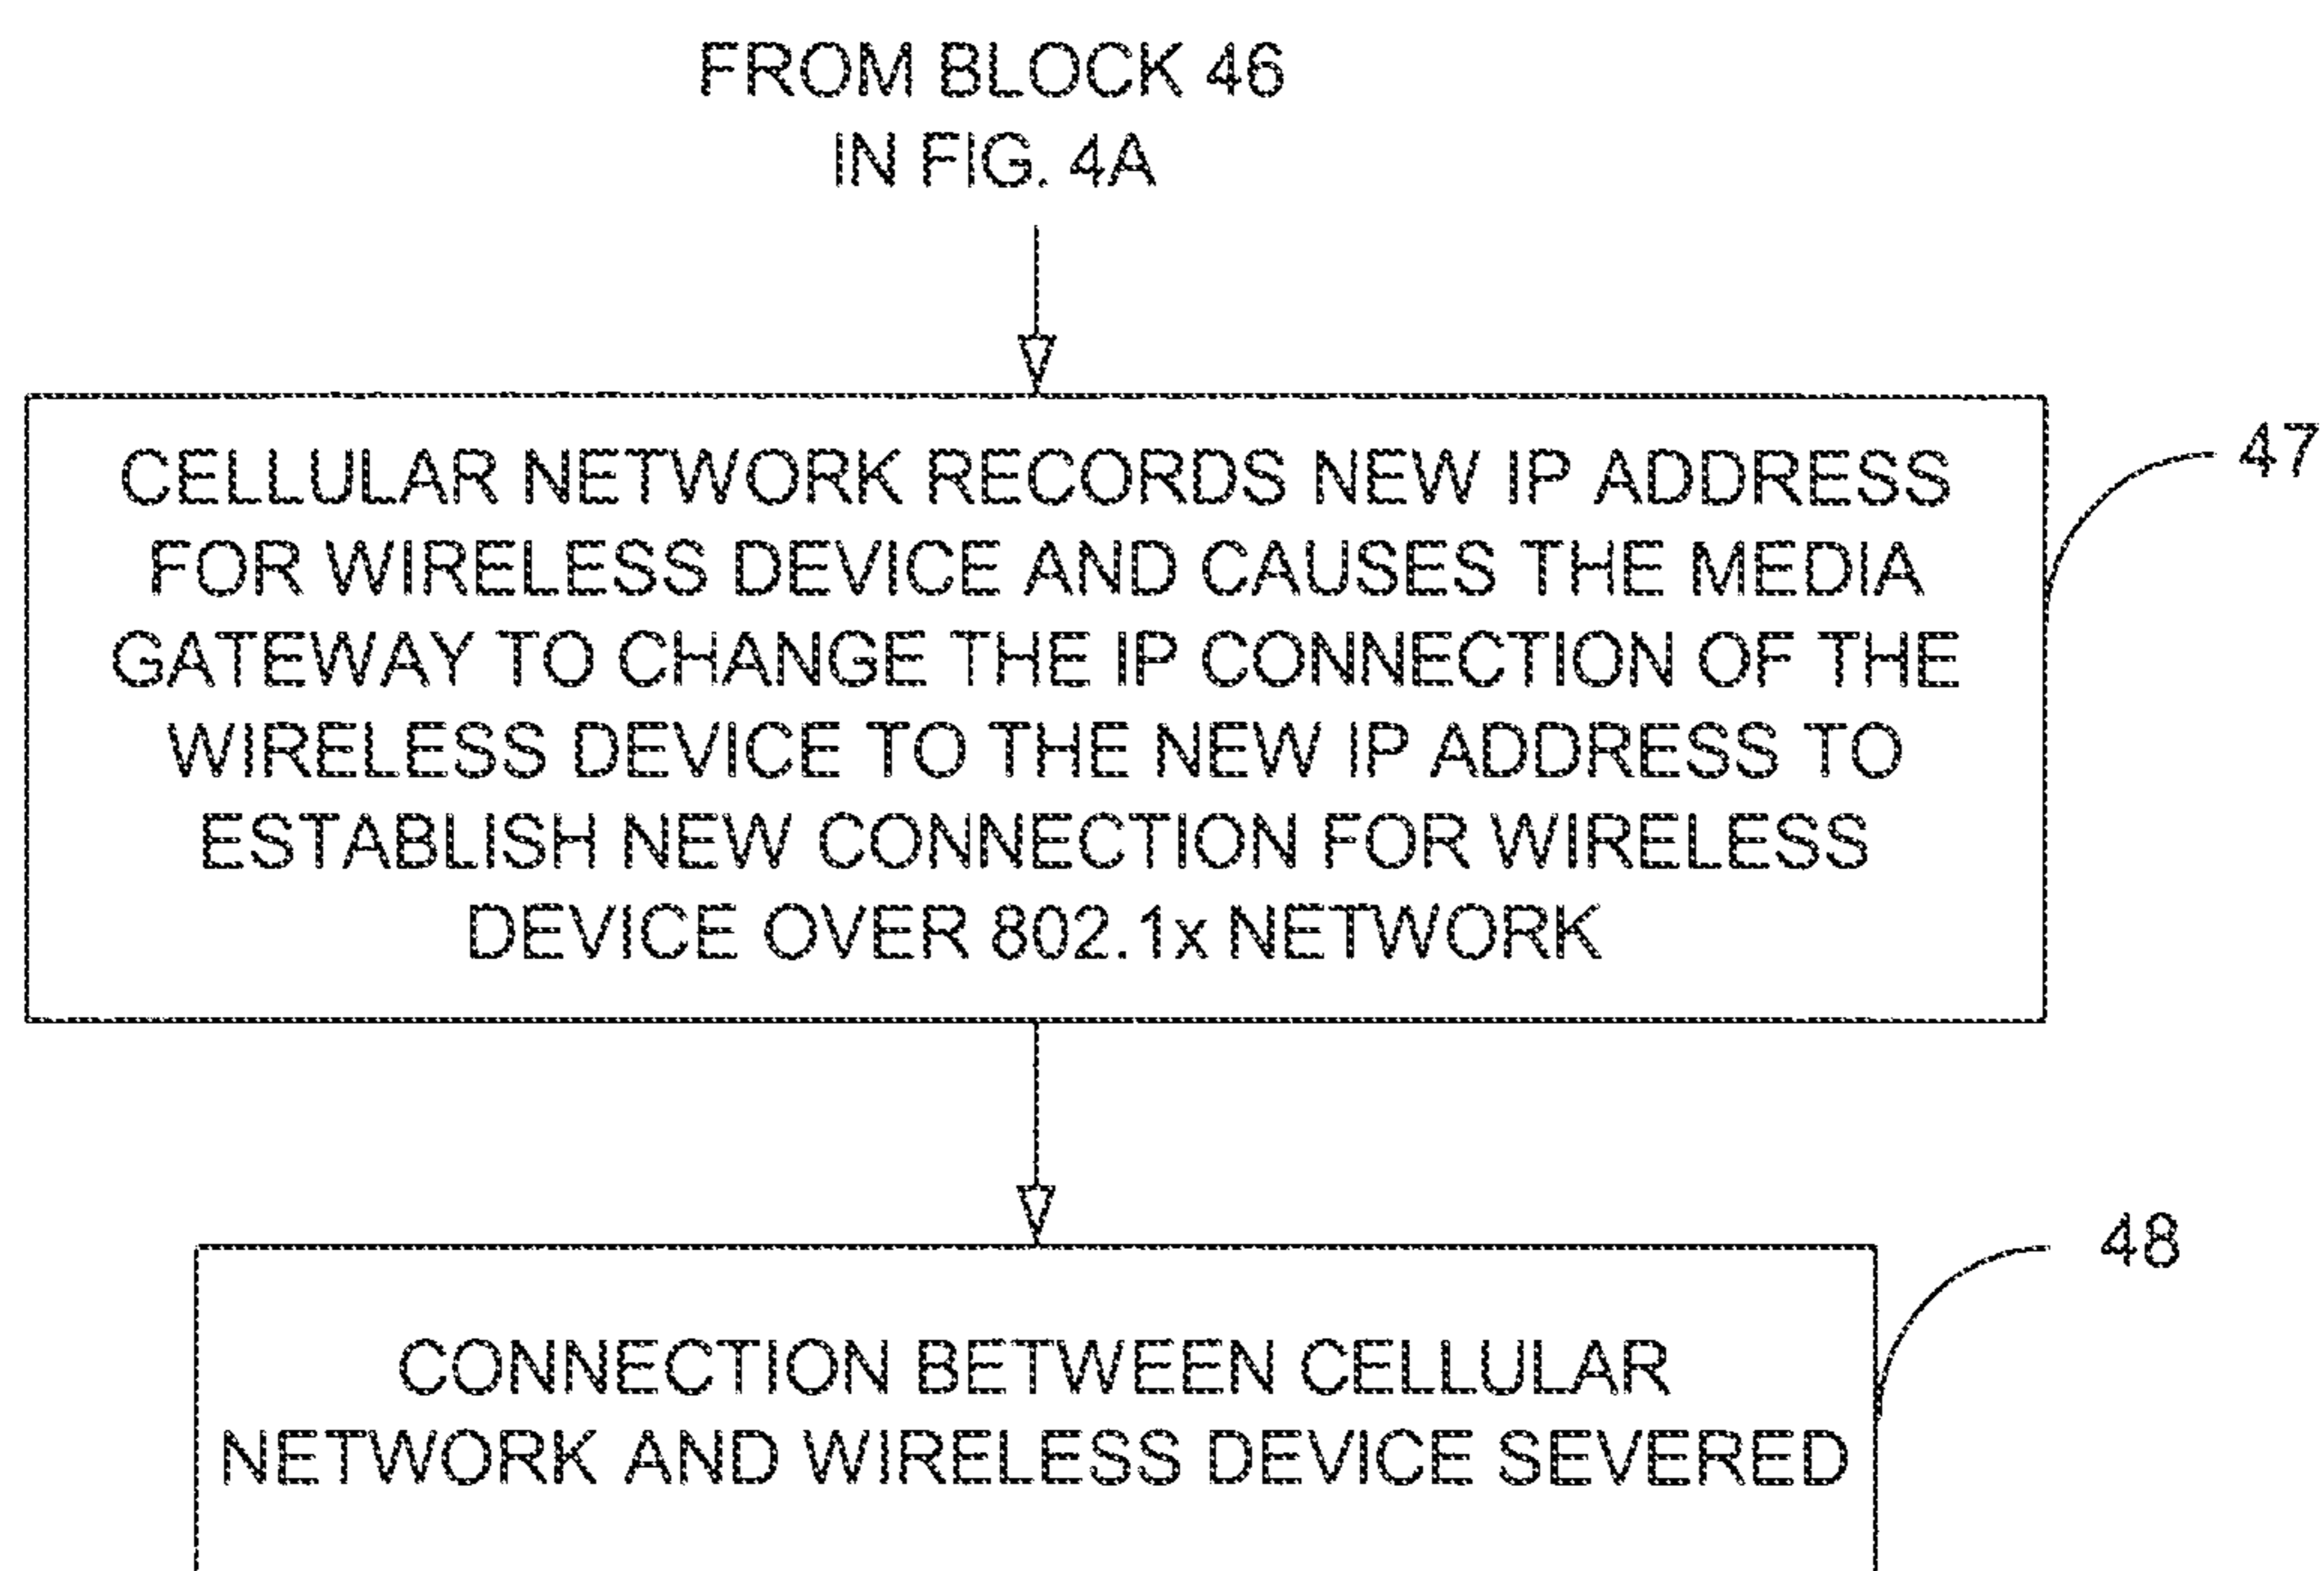 FROM BLOCK 46
IN FIG. 4A
CELLULAR NETWORK RECORDS NEW IP ADDRESS
FOR WIRELESS DEVICE AND CAUSES THE MEDIA
GATEWAY TO CHANGE THE IP CONNECTION OF THE
WIRELESS DEVICE TO THE NEW IP ADDRESS TO
ESTABLISH NEW CONNECTION FOR WIRELESS
DEVICE OVER 802.1x NETWORK
47
48
CONNECTION BETWEEN CELLULAR
NETWORK AND WIRELESS DEVICE SEVERED